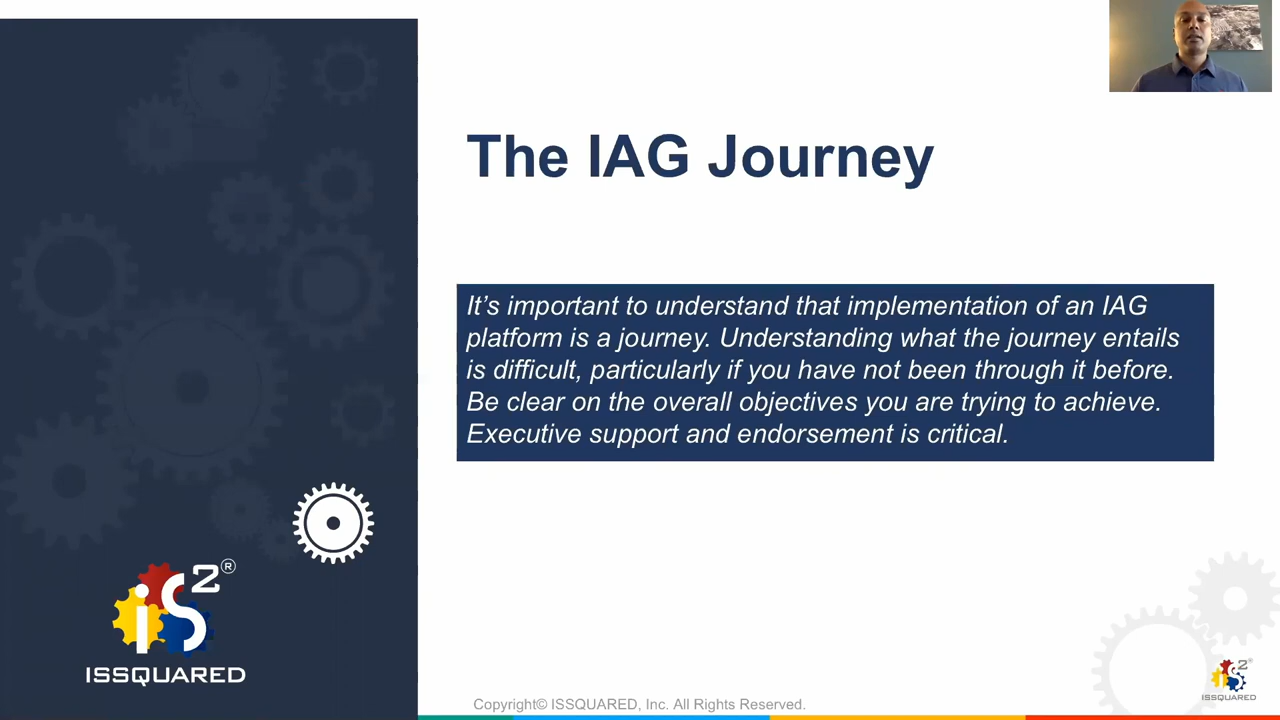 The IAG Journey
It’s important to understand that implementation of an IAG
platform is a journey. Understanding what the journey entails
is difficult, particularly if you have not been through it before.
Be clear on the overall objectives you are trying to achieve.
Executive support and endorsement is critical.
iS2®
ISSQUARED
Copyright© ISSQUARED, Inc. All Rights Reserved.
iS2®
ISSQUARED